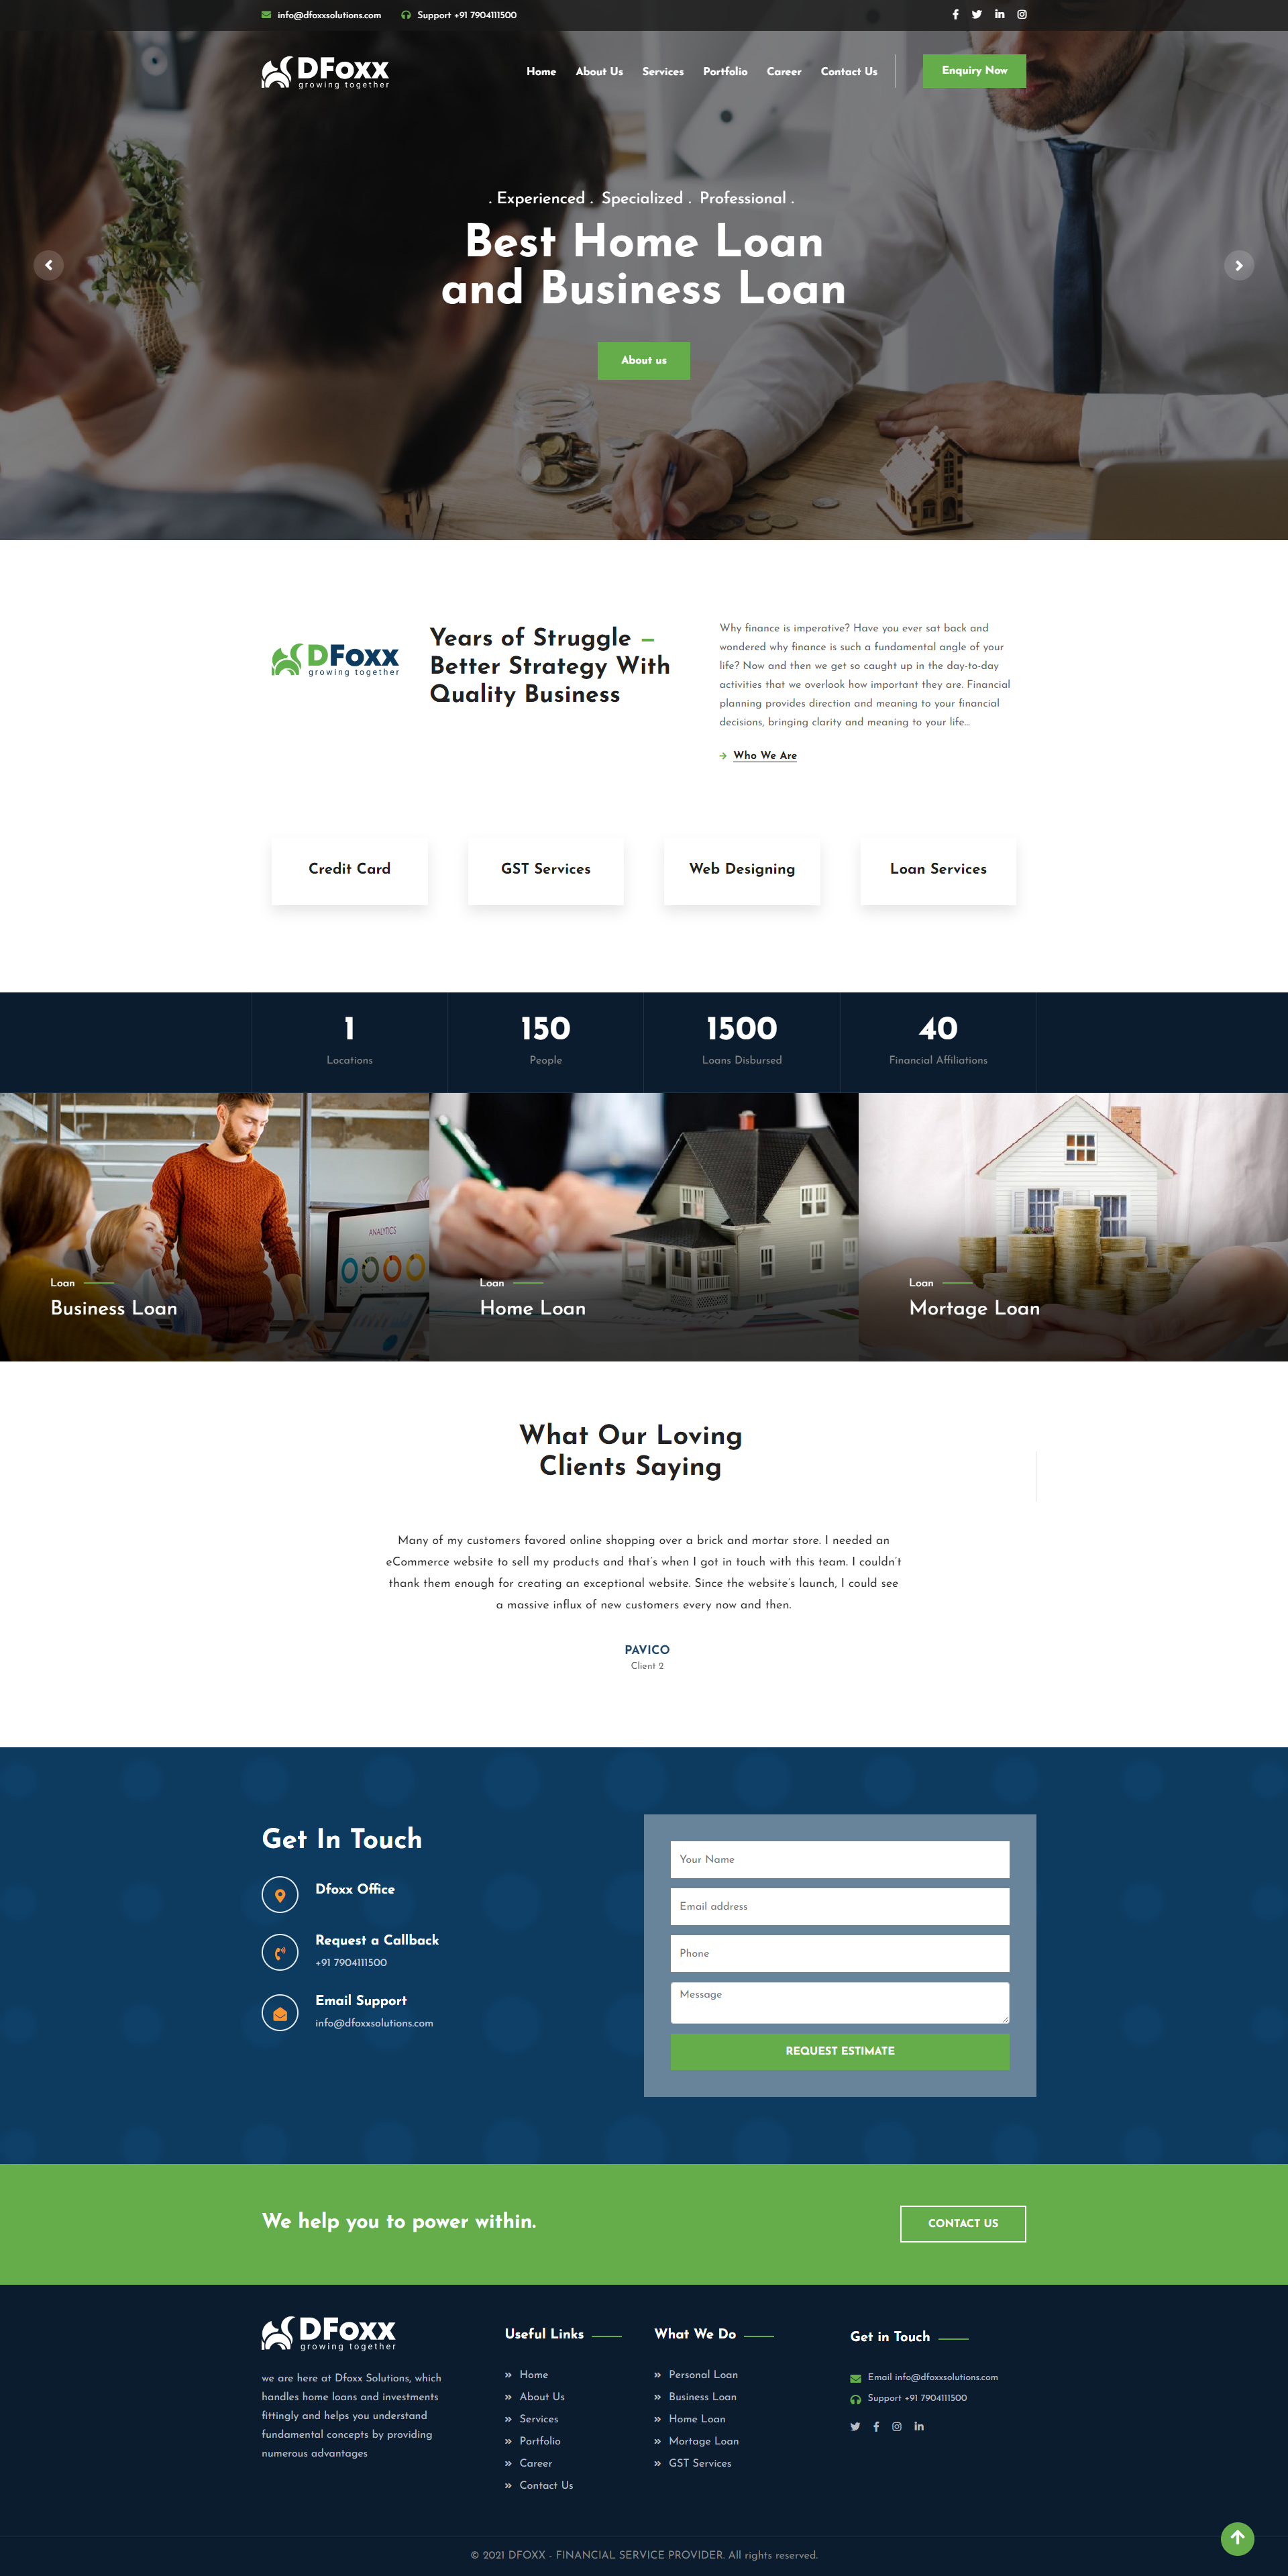 info@dfoxxsolutions.com Support +91 7904111500
DFoxx
growing together
Home About Us Services Portfolio Career Contact Us Enquiry Now
. Experienced . Specialized . Professional .
Best Home Loan
and Business Loan
About us
DFoxx
growing together
Years of Struggle —
Better Strategy With
Quality Business
Why finance is imperative? Have you ever sat back and
wondered why finance is such a fundamental angle of your
life? Now and then we get so caught up in the day-to-day
activities that we overlook how important they are. Financial
planning provides direction and meaning to your financial
decisions, bringing clarity and meaning to your life...
Who We Are
Credit Card GST Services Web Designing Loan Services
1 150 1500 40
Locations People Loans Disbursed Financial Affiliations
ANALYTICS
Loan Loan Loan
Business Loan Home Loan Mortage Loan
What Our Loving
Clients Saying
Many of my customers favored online shopping over a brick and mortar store. I needed an
eCommerce website to sell my products and that's when I got in touch with this team. I couldn't
thank them enough for creating an exceptional website. Since the website's launch, I could see
a massive influx of new customers every now and then.
PAVICO
Client 2
Get In Touch
Dfoxx Office
Request a Callback
+91 7904111500
Email Support
info@dfoxxsolutions.com
Your Name
Email address
Phone
Message
REQUEST ESTIMATE
We help you to power within.
CONTACT US
DFoxx
growing together
we are here at Dfoxx Solutions, which
handles home loans and investments
fittingly and helps you understand
fundamental concepts by providing
numerous advantages
Useful Links
Home
About Us
Services
Portfolio
Career
Contact Us
What We Do
Personal Loan
Business Loan
Home Loan
Mortage Loan
GST Services
Get in Touch
Email info@dfoxxsolutions.com
Support +91 7904111500
© 2021 DFOXX - FINANCIAL SERVICE PROVIDER. All rights reserved.